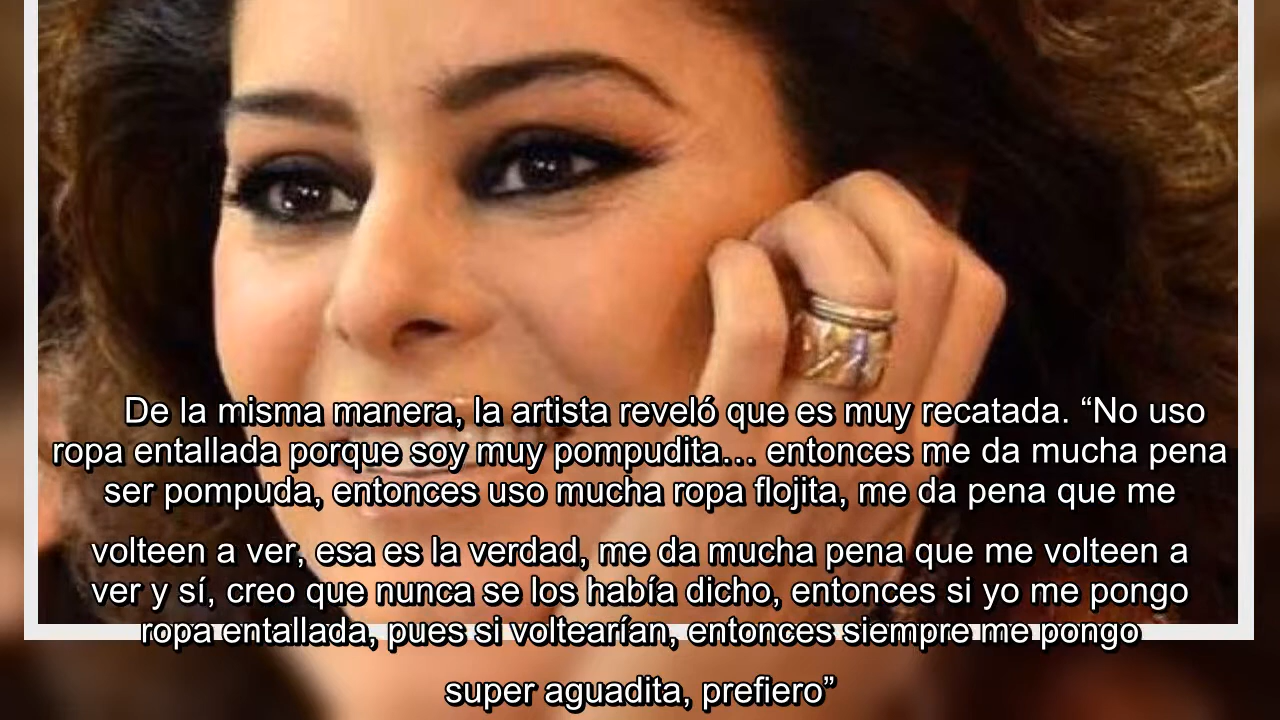 De la misma manera, la artista reveló que es muy recatada. “No uso
ropa entallada porque soy muy pompudita… entonces me da mucha pena
ser pompuda, entonces uso mucha ropa flojita, me da pena que me
volteen a ver, esa es la verdad, me da mucha pena que me volteen a
ver y sí, creo que nunca se los había dicho, entonces si yo me pongo
ropa entallada, pues si voltearían, entonces siempre me pongo
super aguadita, prefiero”